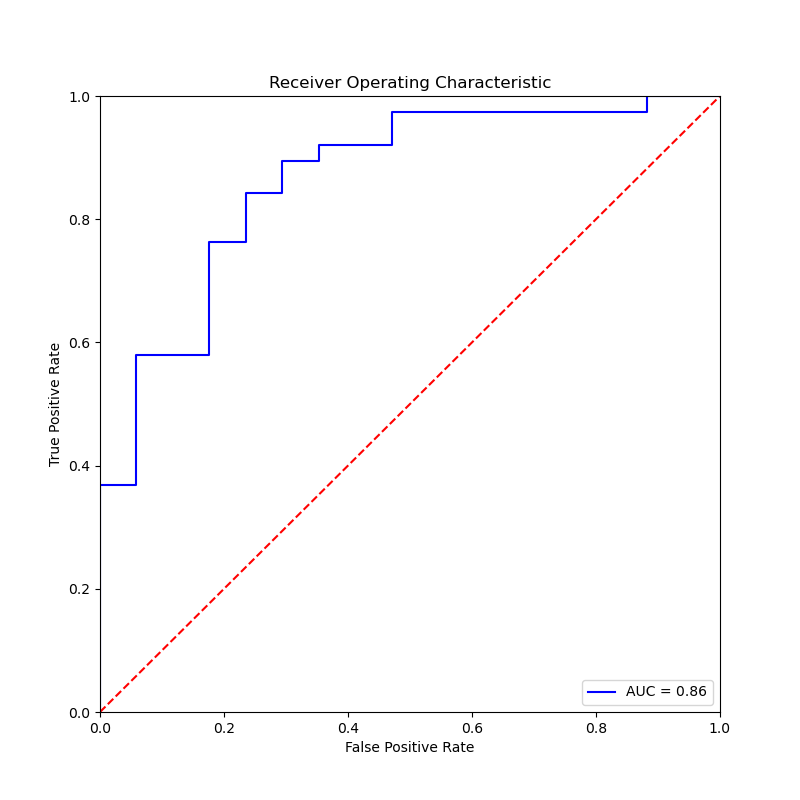 Receiver Operating Characteristic
1.0
0.8
0.6
0.4
0.2
0.0
True Positive Rate
AUC = 0.86
0.0 0.2 0.4 0.6 0.8 1.0
False Positive Rate